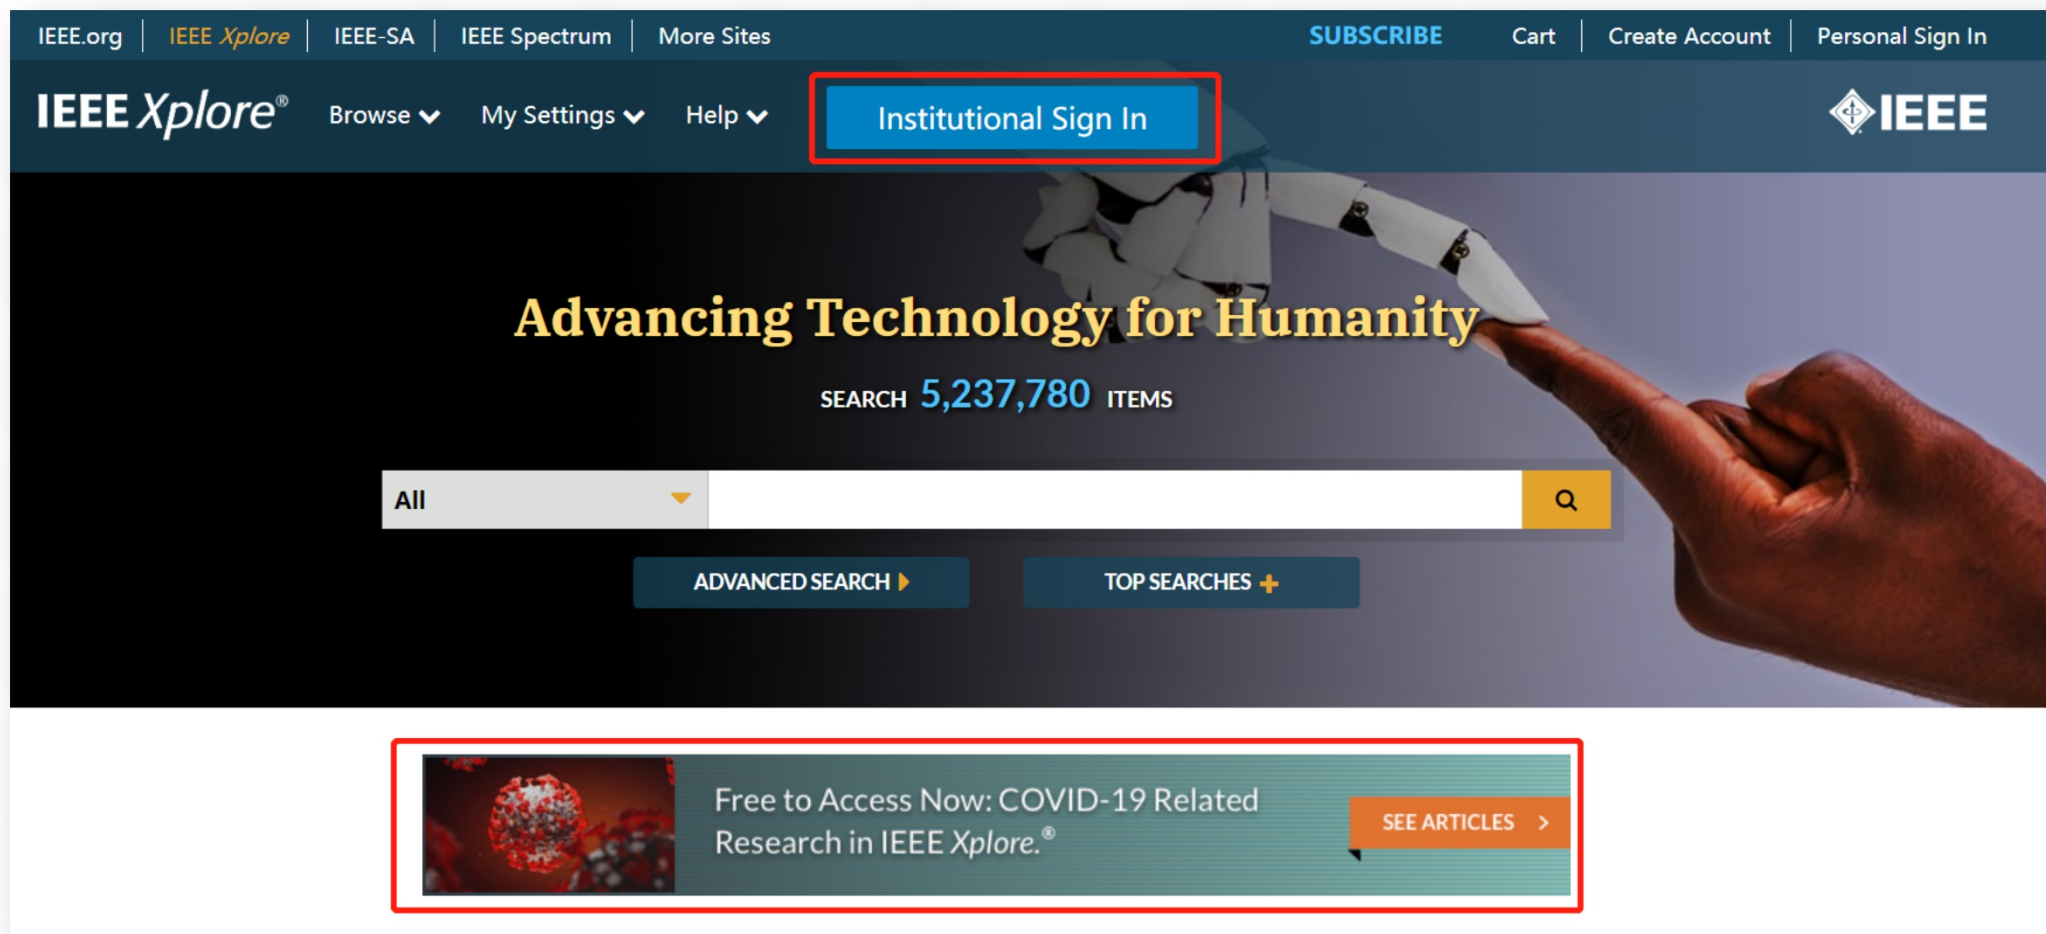 IEEE.org IEEE Xplore IEEE-SA IEEE Spectrum More Sites SUBSCRIBE Cart Create Account Personal Sign In
IEEE Xplore® Browse My Settings Help Institutional Sign In IEEE
Advancing Technology for Humanity
SEARCH 5,237,780 ITEMS
All
ADVANCED SEARCH TOP SEARCHES
Free to Access Now: COVID-19 Related
Research in IEEE Xplore.®
SEE ARTICLES